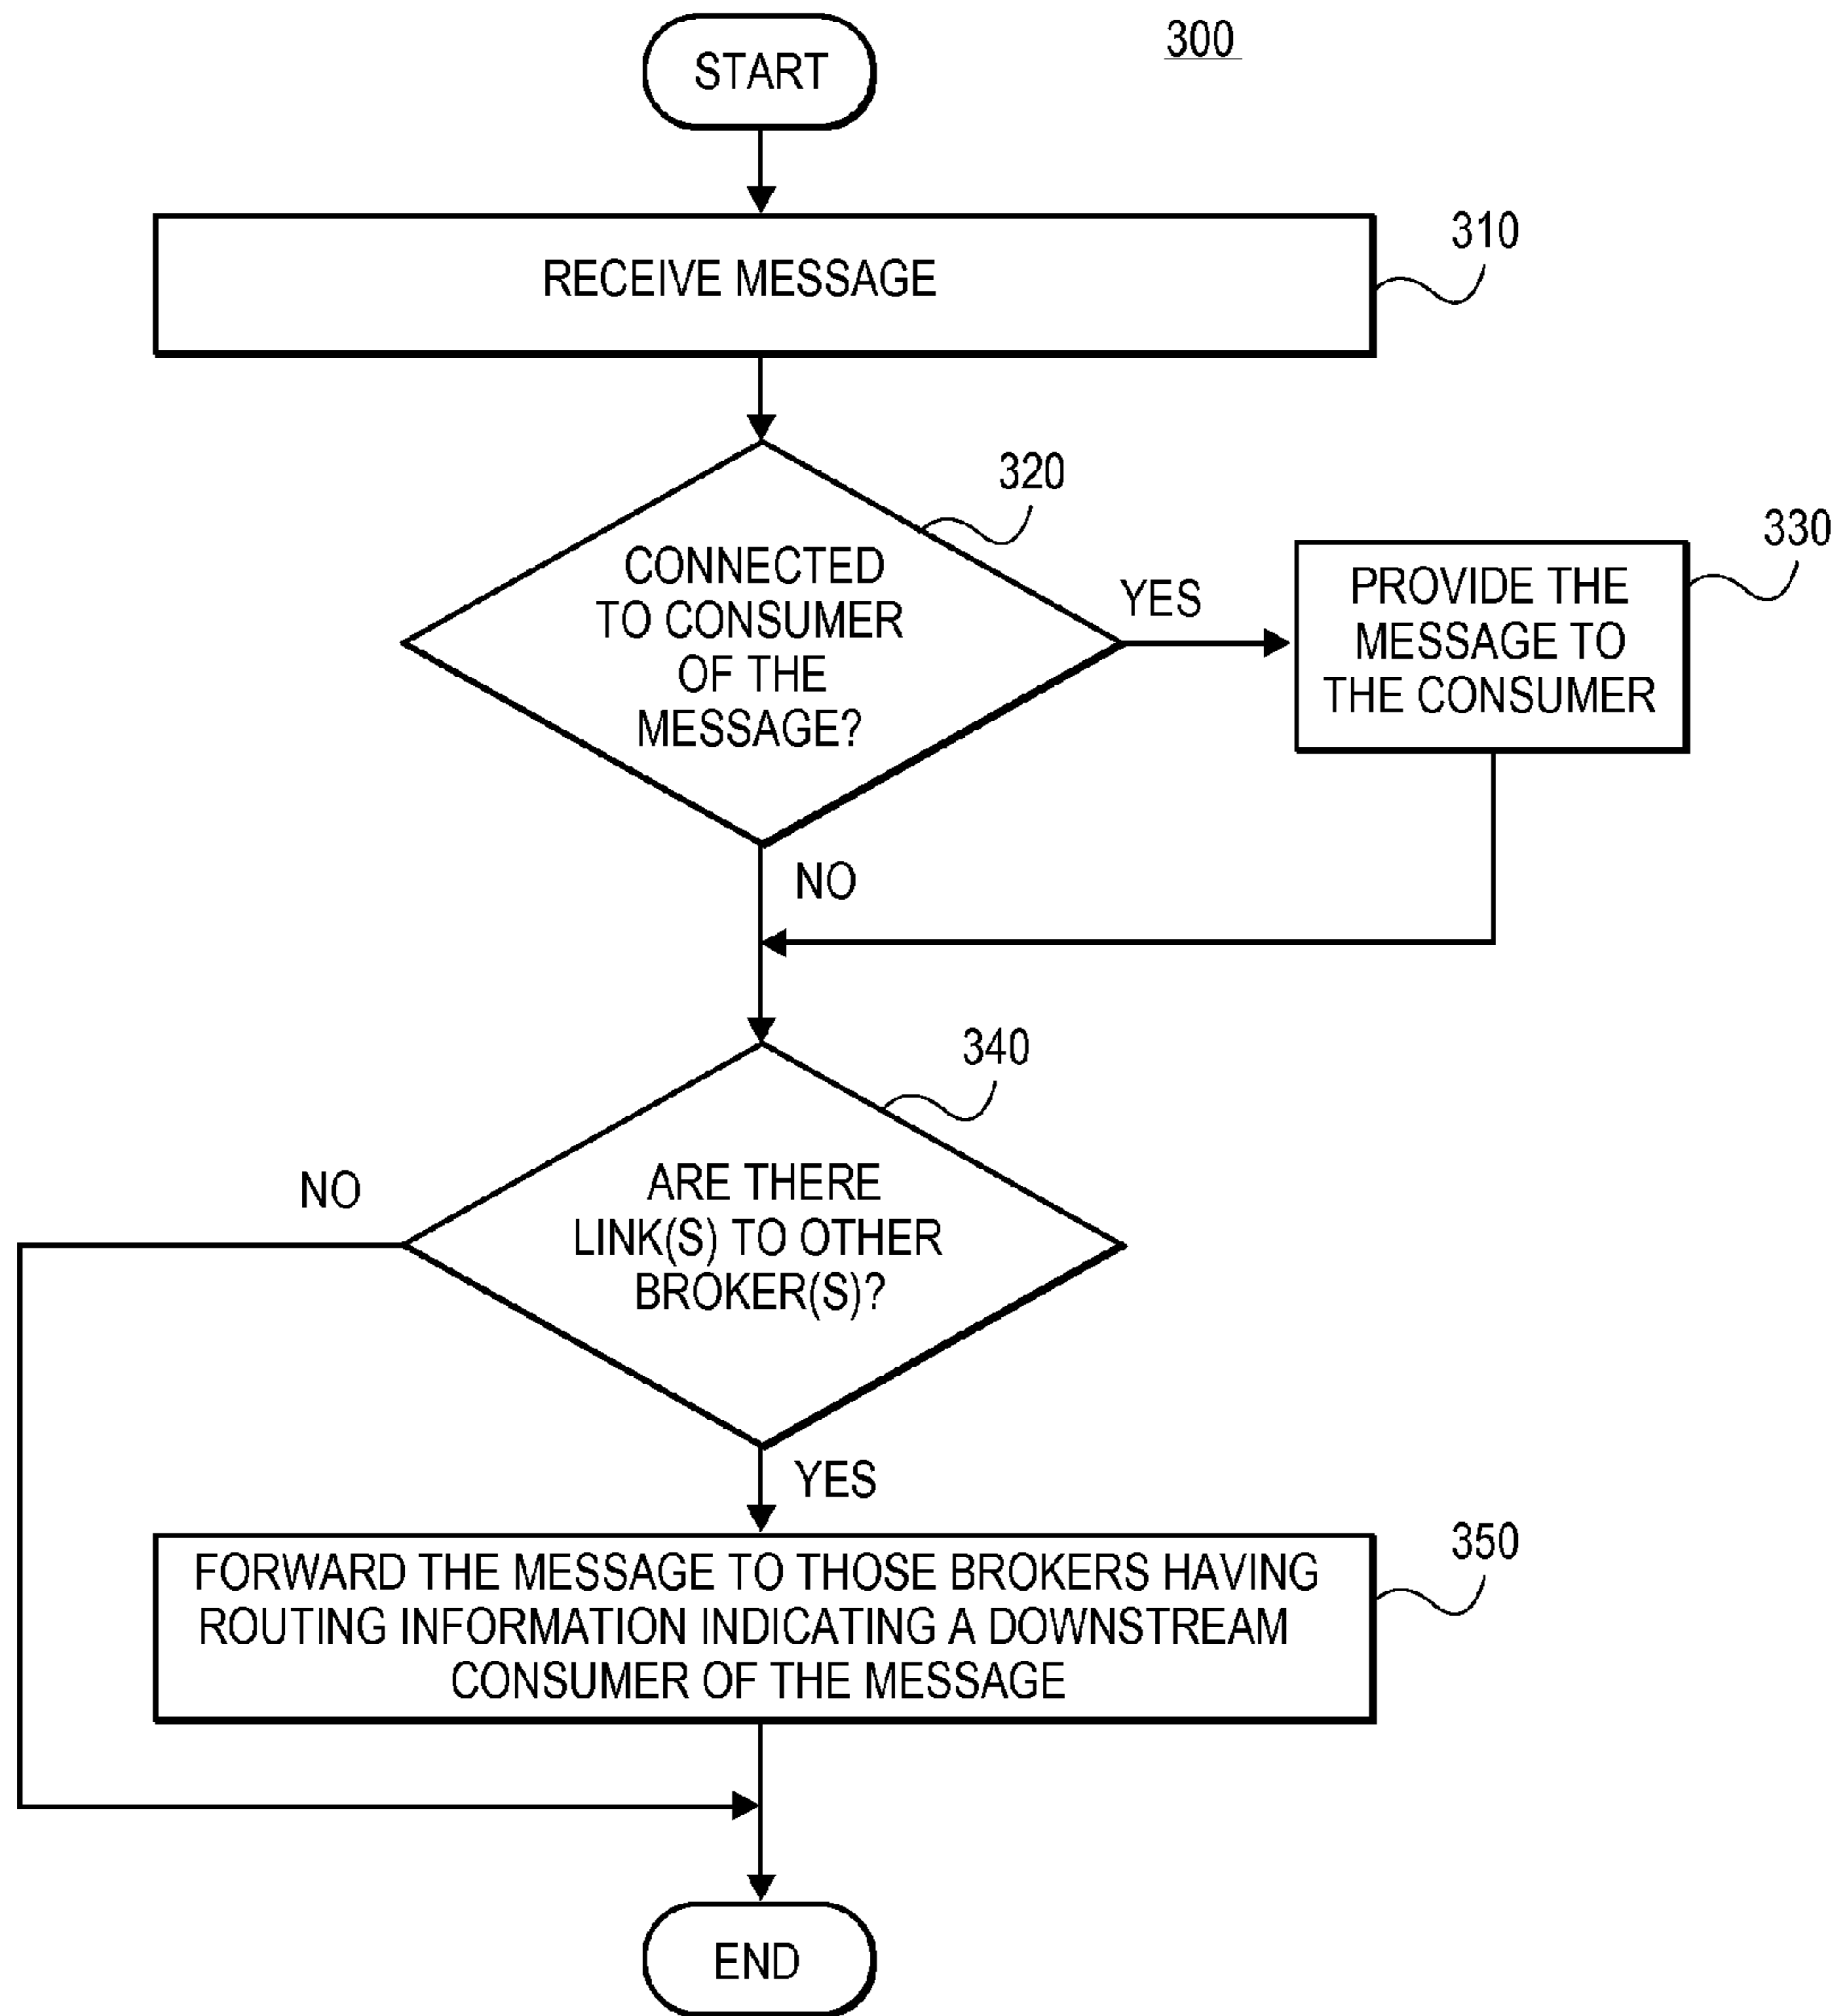 300
START
RECEIVE MESSAGE
310
320
CONNECTED
TO CONSUMER
OF THE
MESSAGE?
YES
330
PROVIDE THE
MESSAGE TO
THE CONSUMER
NO
340
ARE THERE
LINK(S) TO OTHER
BROKER(S)?
NO
YES
350
FORWARD THE MESSAGE TO THOSE BROKERS HAVING
ROUTING INFORMATION INDICATING A DOWNSTREAM
CONSUMER OF THE MESSAGE
END